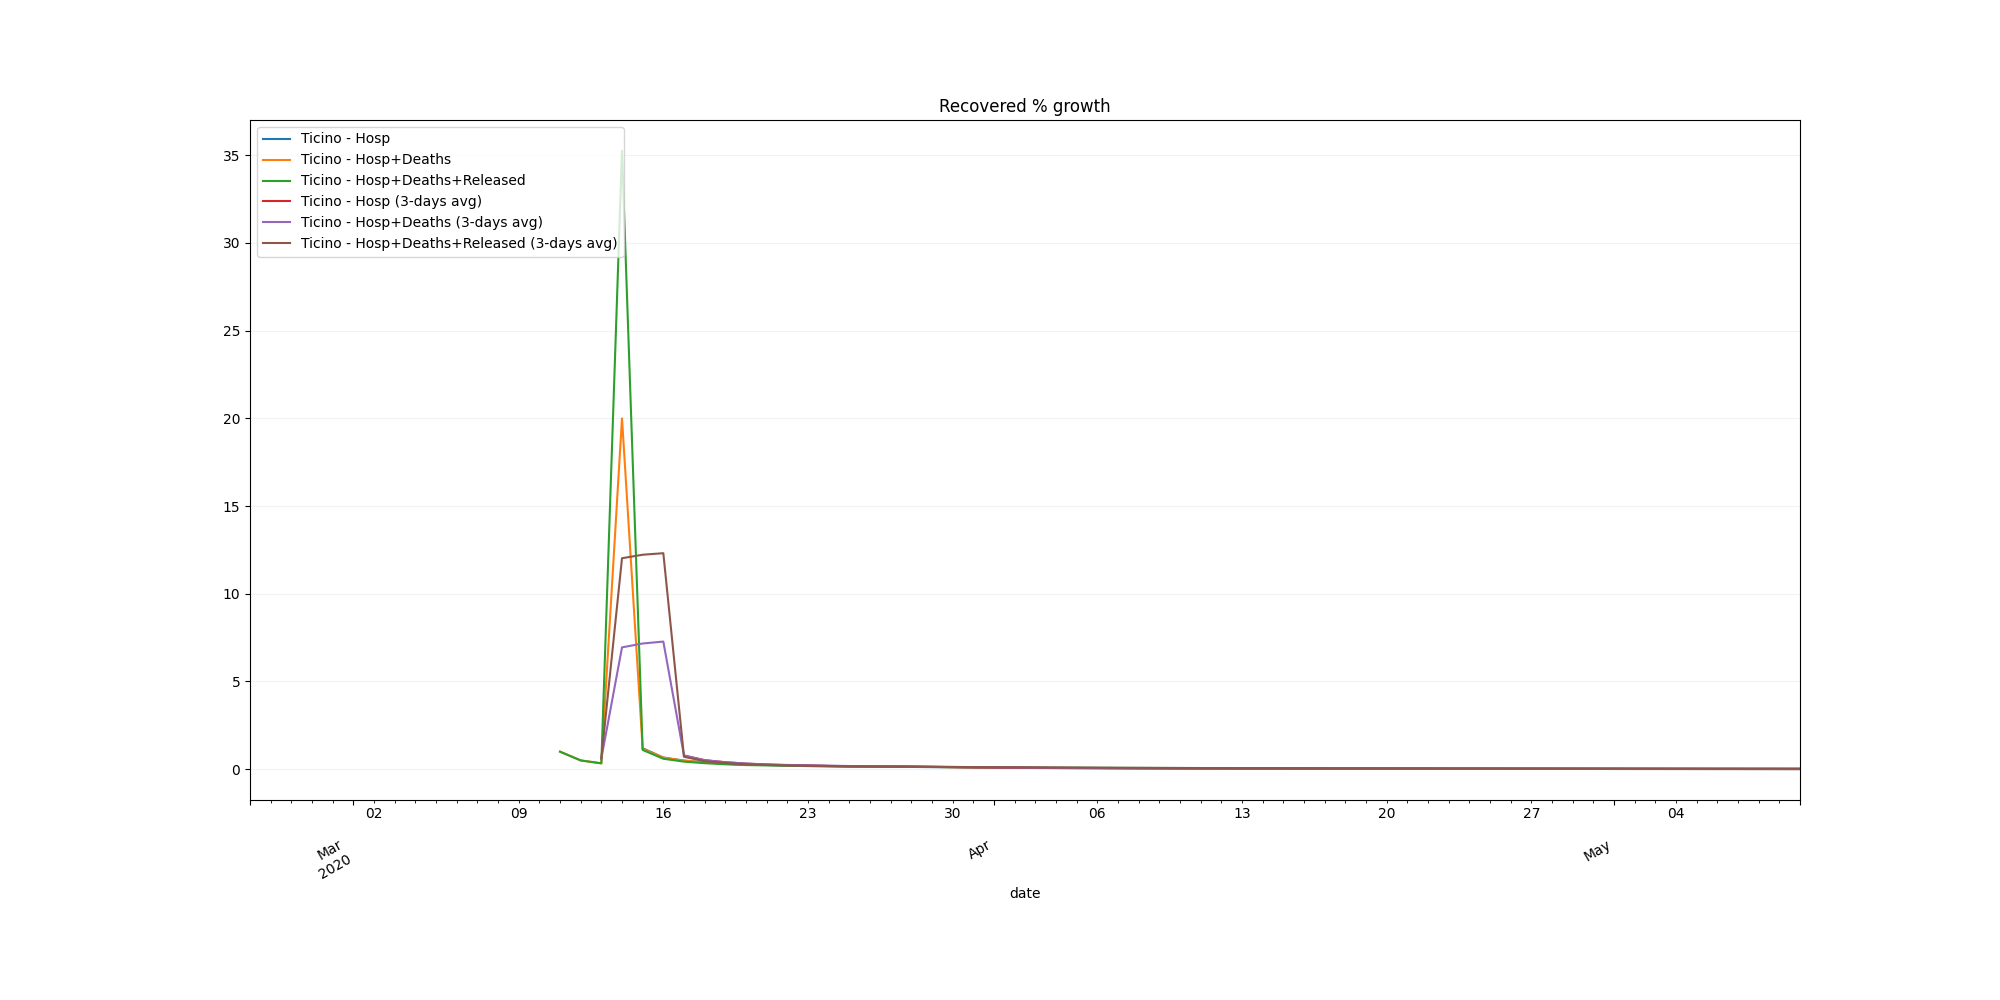 Recovered % growth
Ticino - Hosp
Ticino - Hosp+Deaths
Ticino - Hosp+Deaths+Released
Ticino - Hosp (3-days avg)
Ticino - Hosp+Deaths (3-days avg)
Ticino - Hosp+Deaths+Released (3-days avg)
35
30
25
20
15
10
5
0
02 09 16 23 30 06 13 20 27 04
Mar Apr May
2020
date